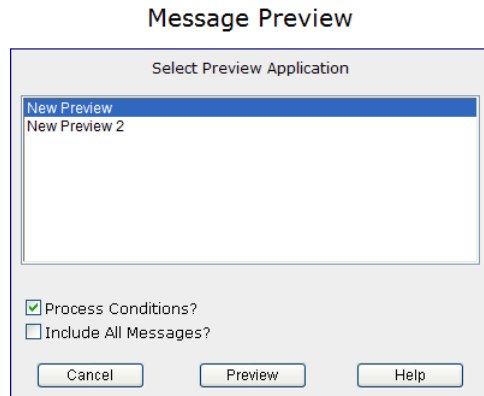 Message Preview
Select Preview Application
New Preview
New Preview 2
Process Conditions?
Include All Messages?
Cancel Preview Help